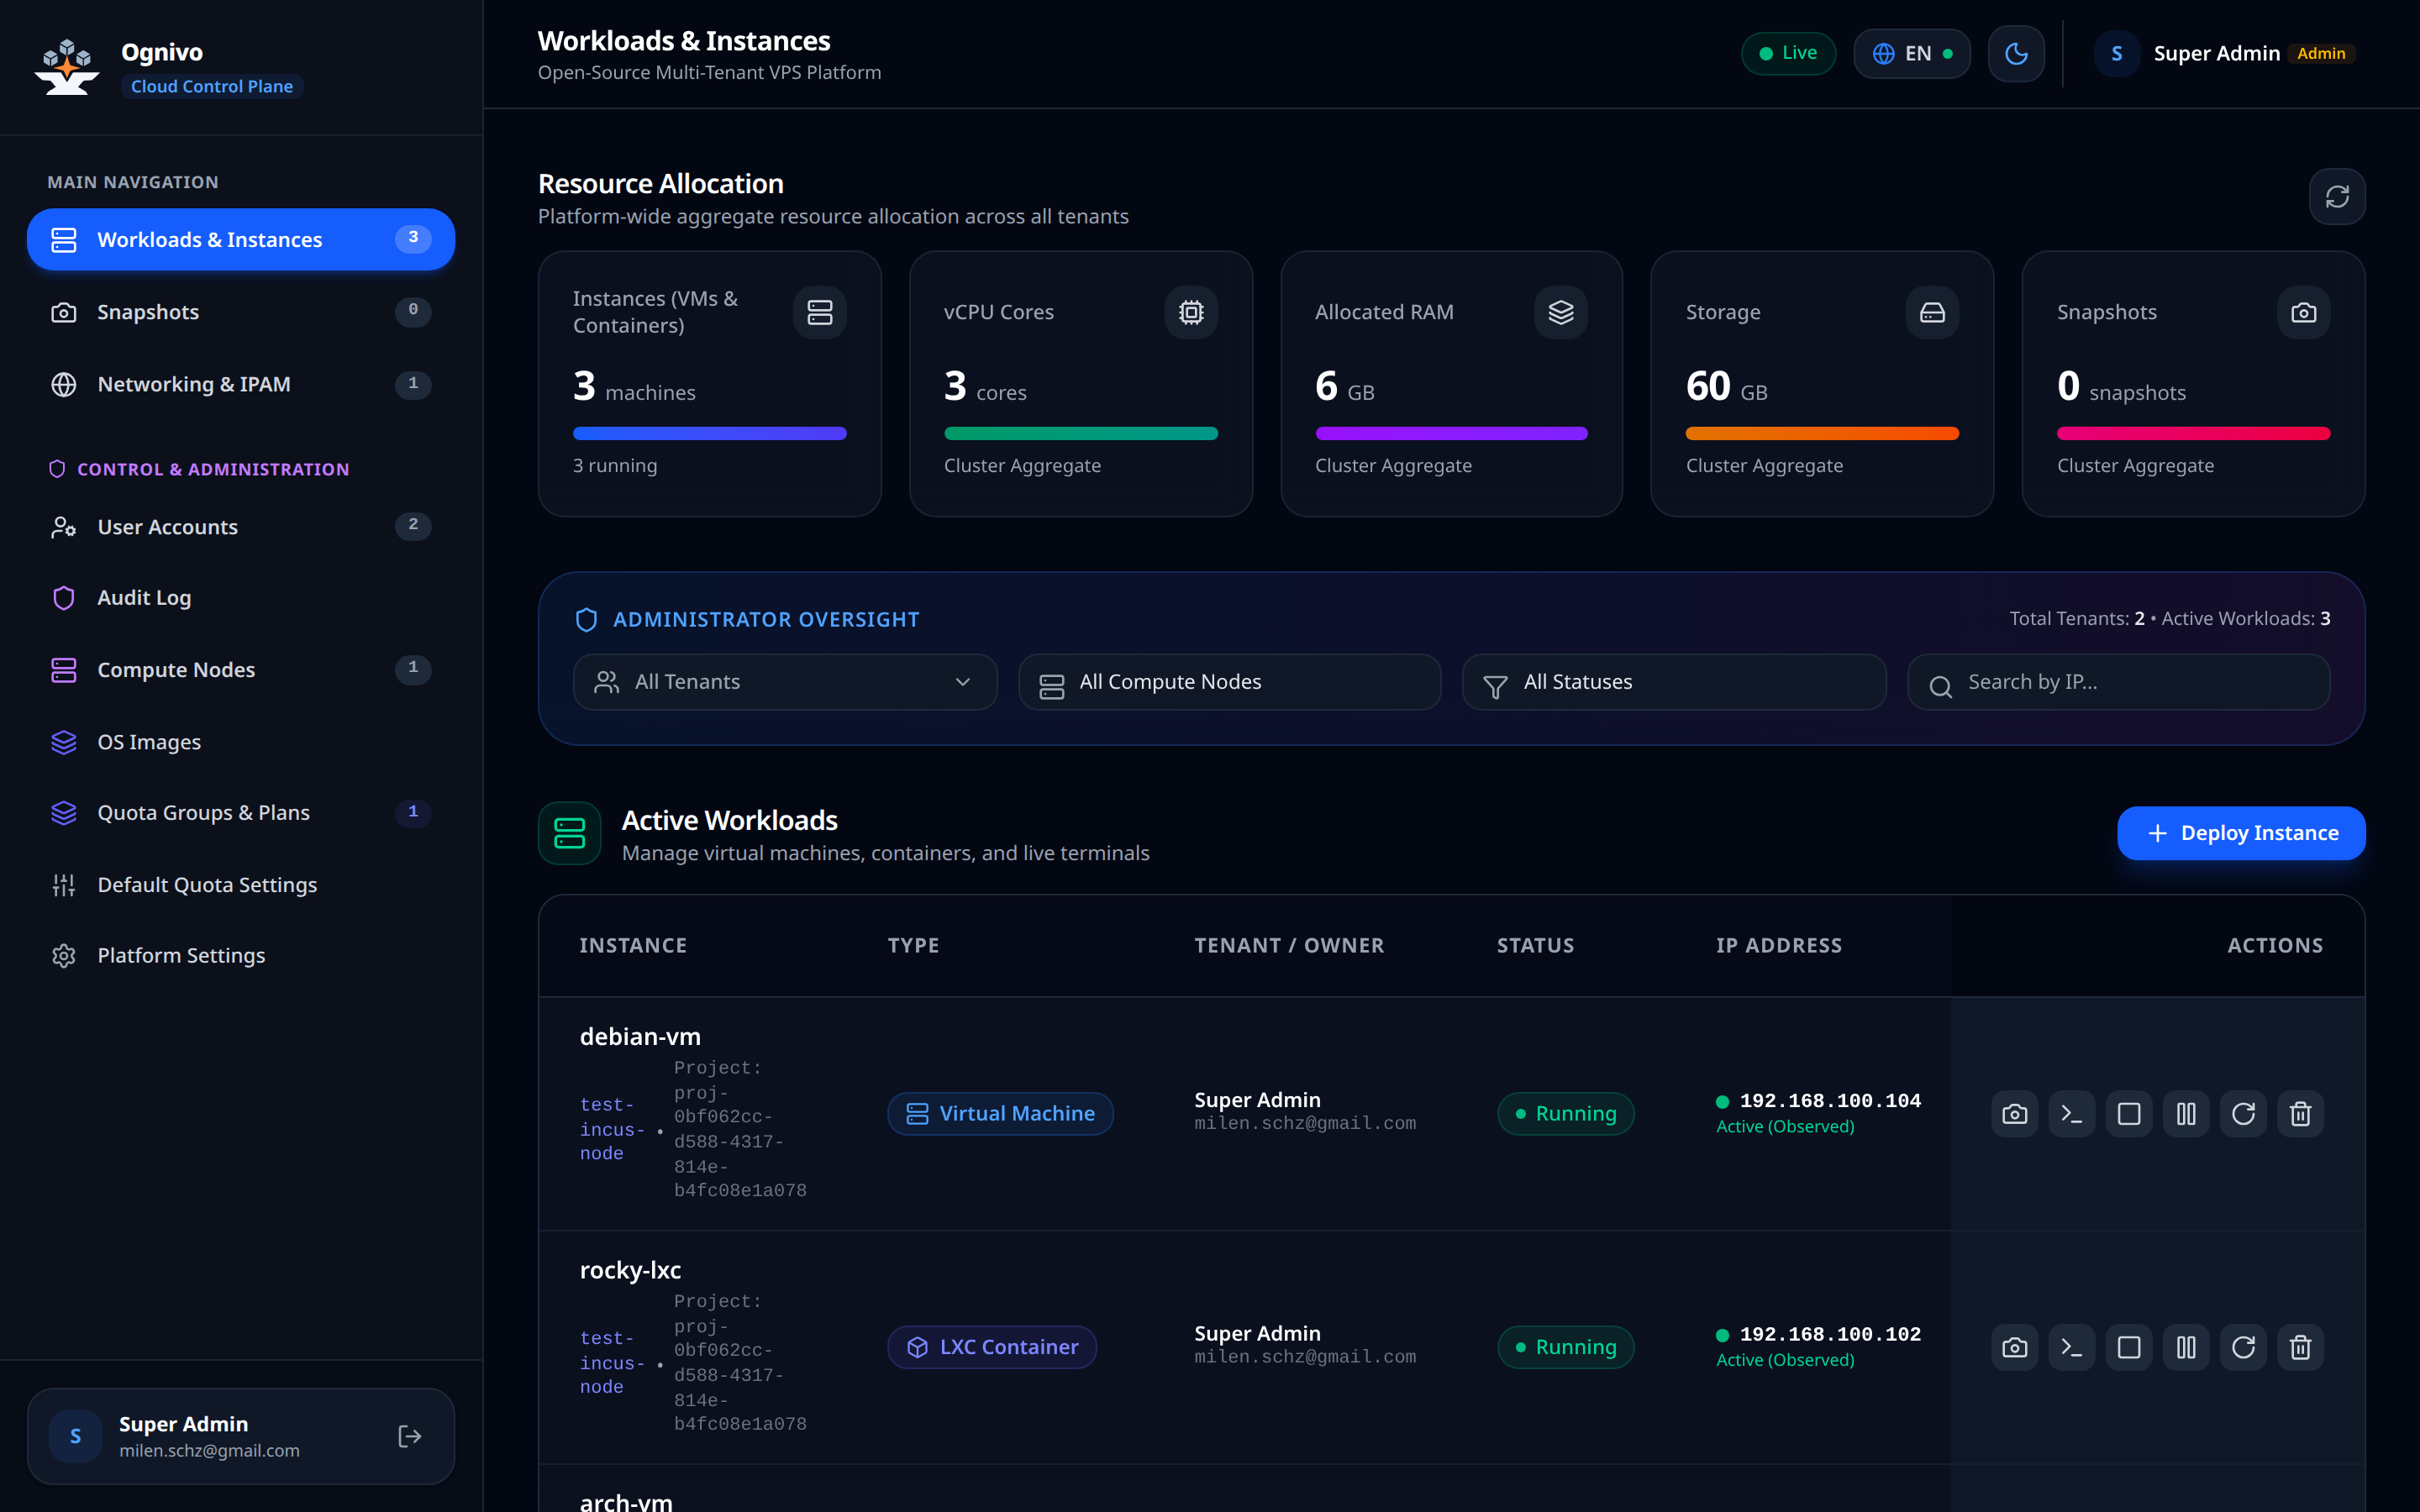 Ognivo
Cloud Control Plane
MAIN NAVIGATION
Workloads & Instances 3
Snapshots 0
Networking & IPAM 1
CONTROL & ADMINISTRATION
User Accounts 2
Audit Log
Compute Nodes 1
OS Images
Quota Groups & Plans 1
Default Quota Settings
Platform Settings
S
Super Admin
milen.schz@gmail.com
Workloads & Instances
Open-Source Multi-Tenant VPS Platform
Live
EN
S
Super Admin Admin
Resource Allocation
Platform-wide aggregate resource allocation across all tenants
Instances (VMs &
Containers)
3 machines
3 running
vCPU Cores
3 cores
Cluster Aggregate
Allocated RAM
6 GB
Cluster Aggregate
Storage
60 GB
Cluster Aggregate
Snapshots
0 snapshots
Cluster Aggregate
ADMINISTRATOR OVERSIGHT
Total Tenants: 2 • Active Workloads: 3
All Tenants
All Compute Nodes
All Statuses
Search by IP...
Active Workloads
Manage virtual machines, containers, and live terminals
Deploy Instance
INSTANCE TYPE TENANT / OWNER STATUS IP ADDRESS ACTIONS
debian-vm
test-
incus-
node
•
Project:
proj-
0bf062cc-
d588-4317-
814e-
b4fc08e1a078
Virtual Machine
Super Admin
milen.schz@gmail.com
Running
192.168.100.104
Active (Observed)
rocky-lxc
test-
incus-
node
•
Project:
proj-
0bf062cc-
d588-4317-
814e-
b4fc08e1a078
LXC Container
Super Admin
milen.schz@gmail.com
Running
192.168.100.102
Active (Observed)
arch-vm